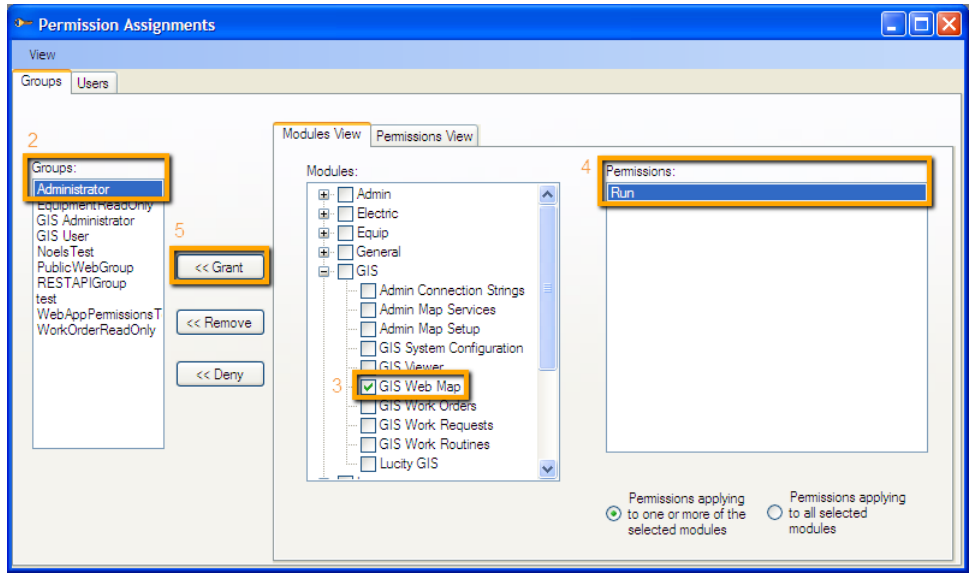 Permission Assignments
View
Groups Users
2
Groups:
Administrator
EquipmentReadOnly
GIS Administrator
GIS User
NoelsTest
PublicWebGroup
RESTAPIGroup
test
WebAppPermissionsT
WorkOrderReadOnly
5
<< Grant
<< Remove
<< Deny
Modules View Permissions View
Modules:
Admin
Electric
Equip
General
GIS
Admin Connection Strings
Admin Map Services
Admin Map Setup
GIS System Configuration
GIS Viewer
3
GIS Web Map
GIS Work Orders
GIS Work Requests
GIS Work Routines
Lucity GIS
4
Permissions:
Run
Permissions applying
to one or more of the
selected modules
Permissions applying
to all selected
modules